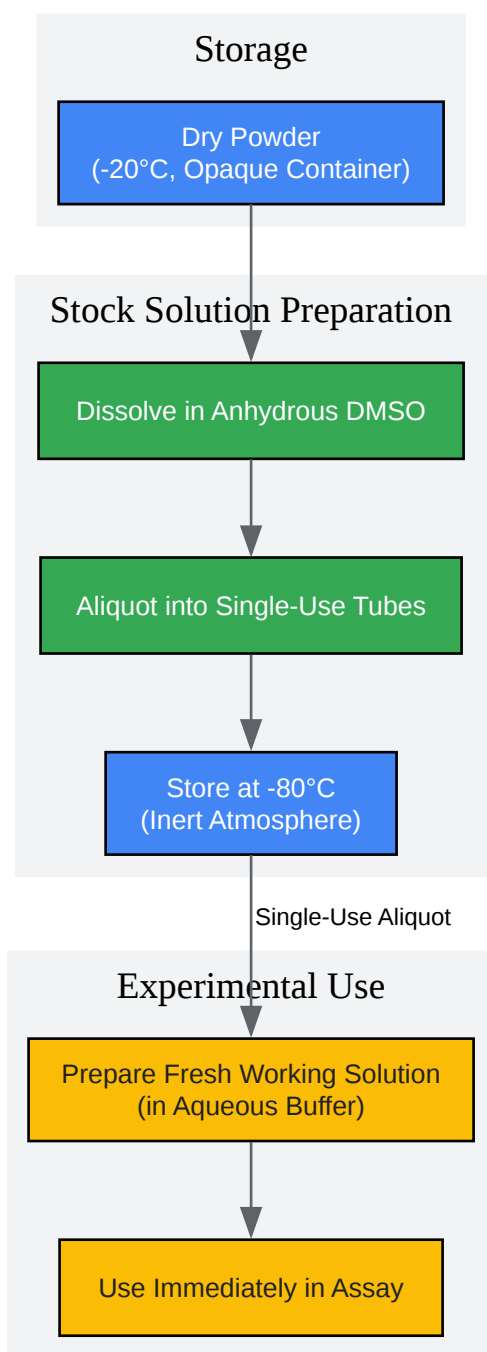 Storage
Dry Powder
(-20°C, Opaque Container)
Stock Solution Preparation
Dissolve in Anhydrous DMSO
Aliquot into Single-Use Tubes
Store at -80°C
(Inert Atmosphere)
Single-Use Aliquot
Experimental Use
Prepare Fresh Working Solution
(in Aqueous Buffer)
Use Immediately in Assay